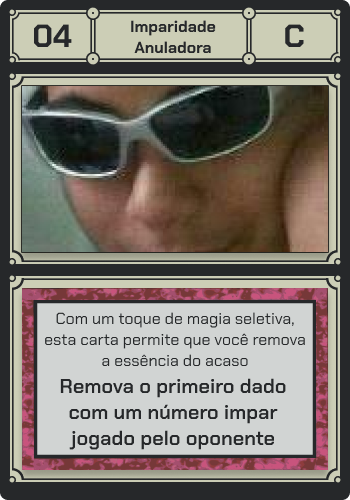 04
Imparidade
Anuladora
C
Com um toque de magia seletiva,
esta carta permite que você remova
a essência do acaso
Remova o primeiro dado
com um número impar
jogado pelo oponente